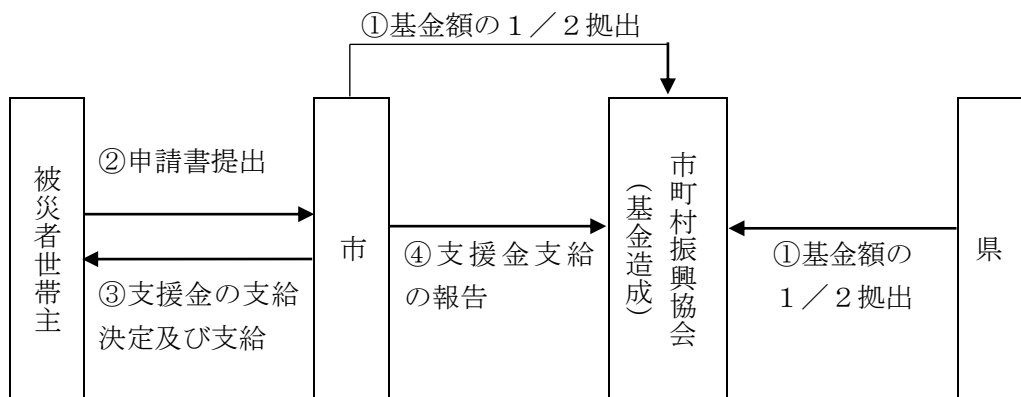 ①基金額の１／２拠出
被災者世帯主
②申請書提出
③支援金の支給
決定及び支給
市
④支援金支給
の報告
市町村振興協会
（基金造成）
①基金額の
１／２拠出
県